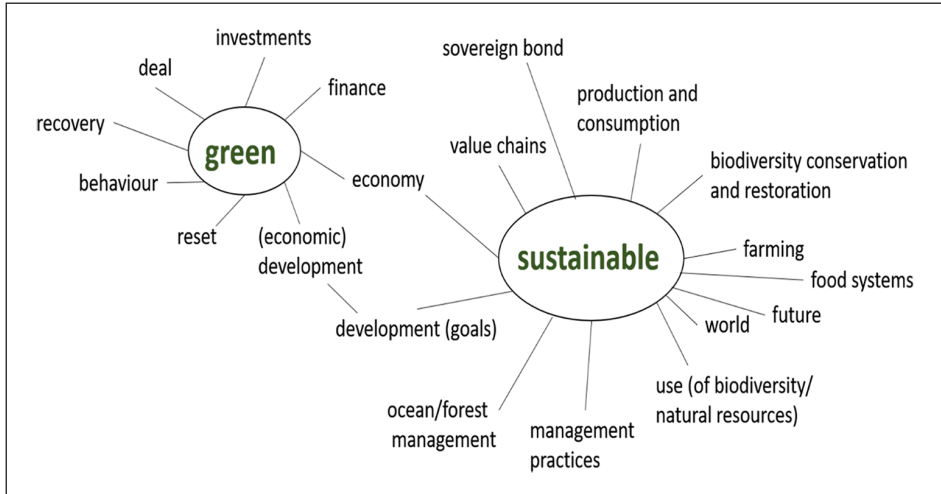 investments
deal
finance
recovery
green
behaviour
economy
reset
(economic)
development
sovereign bond
production and
consumption
value chains
biodiversity conservation
and restoration
sustainable
farming
food systems
future
world
development (goals)
use (of biodiversity/
natural resources)
ocean/forest
management
management
practices